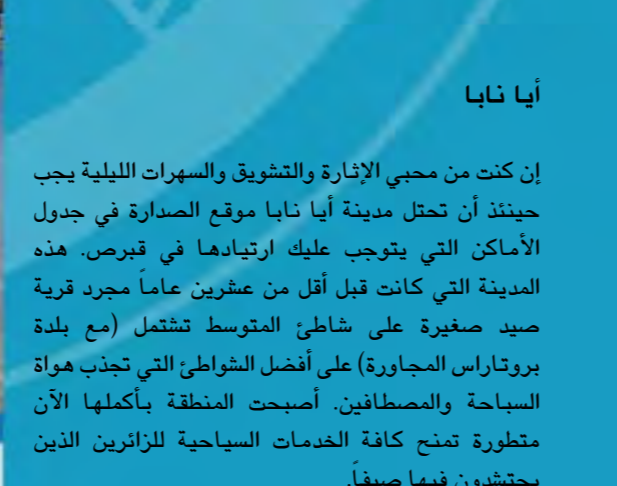 أيا نابا
إن كنت من محبي الإثارة والتشويق والسهرات الليلية يجب
حينئذ أن تحتل مدينة أيا نابا موقع الصدارة في جدول
الأماكن التي يتوجب عليك ارتيادها في قبرص. هذه
المدينة التي كانت قبل أقل من عشرين عاماً مجرد قرية
صيد صغيرة على شاطئ المتوسط تشتمل (مع بلدة
بروتاراس المجاورة) على أفضل الشواطئ التي تجذب هواة
السباحة والمصطافين. أصبحت المنطقة بأكملها الآن
متطورة تمنح كافة الخدمات السياحية للزائرين الذين
يحتشدون فيها صيفاً.